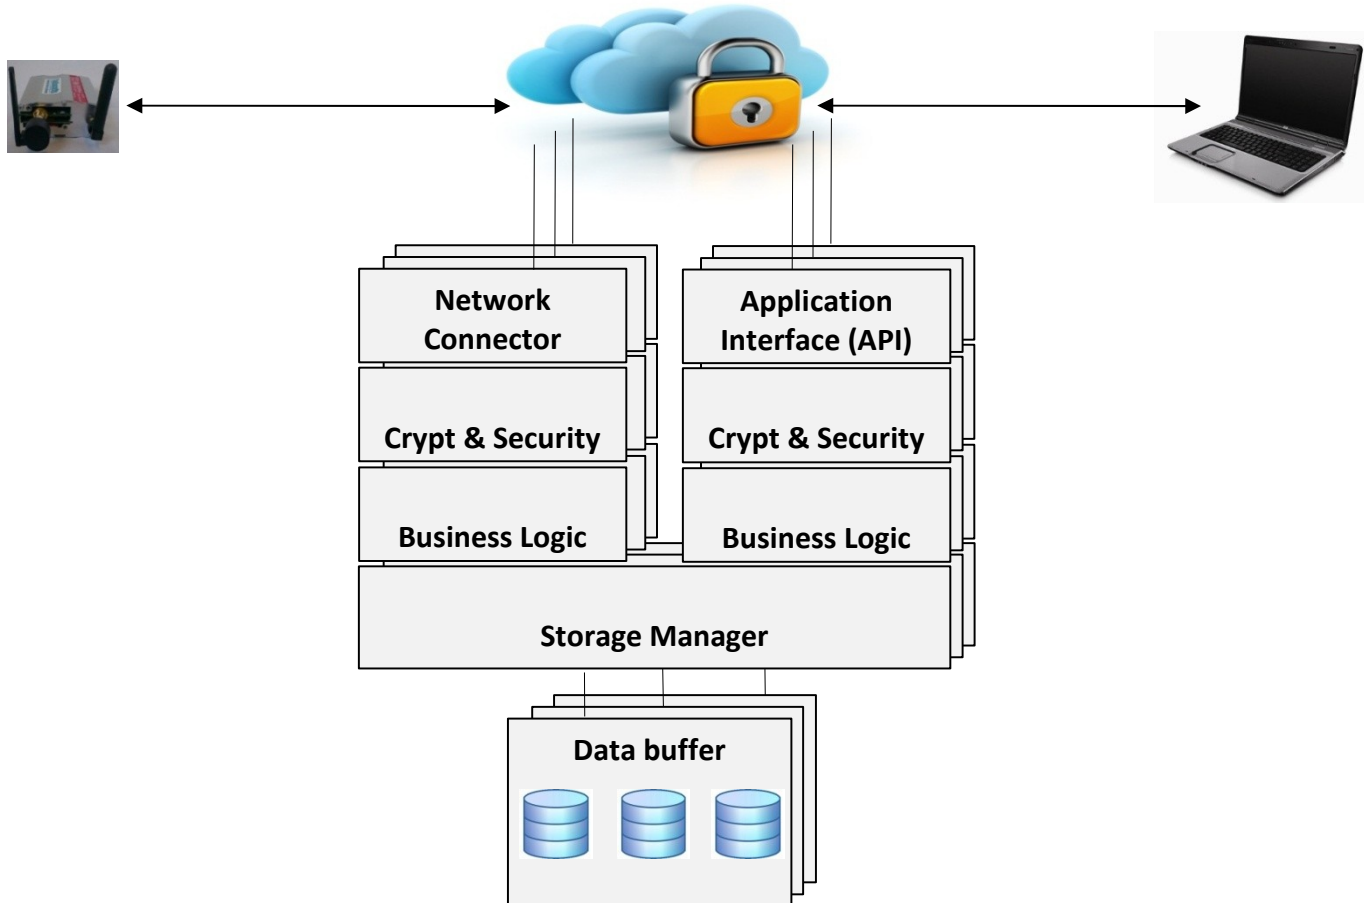 Network
Connector
Application
Interface (API)
Crypt & Security
Crypt & Security
Business Logic
Business Logic
Storage Manager
Data buffer